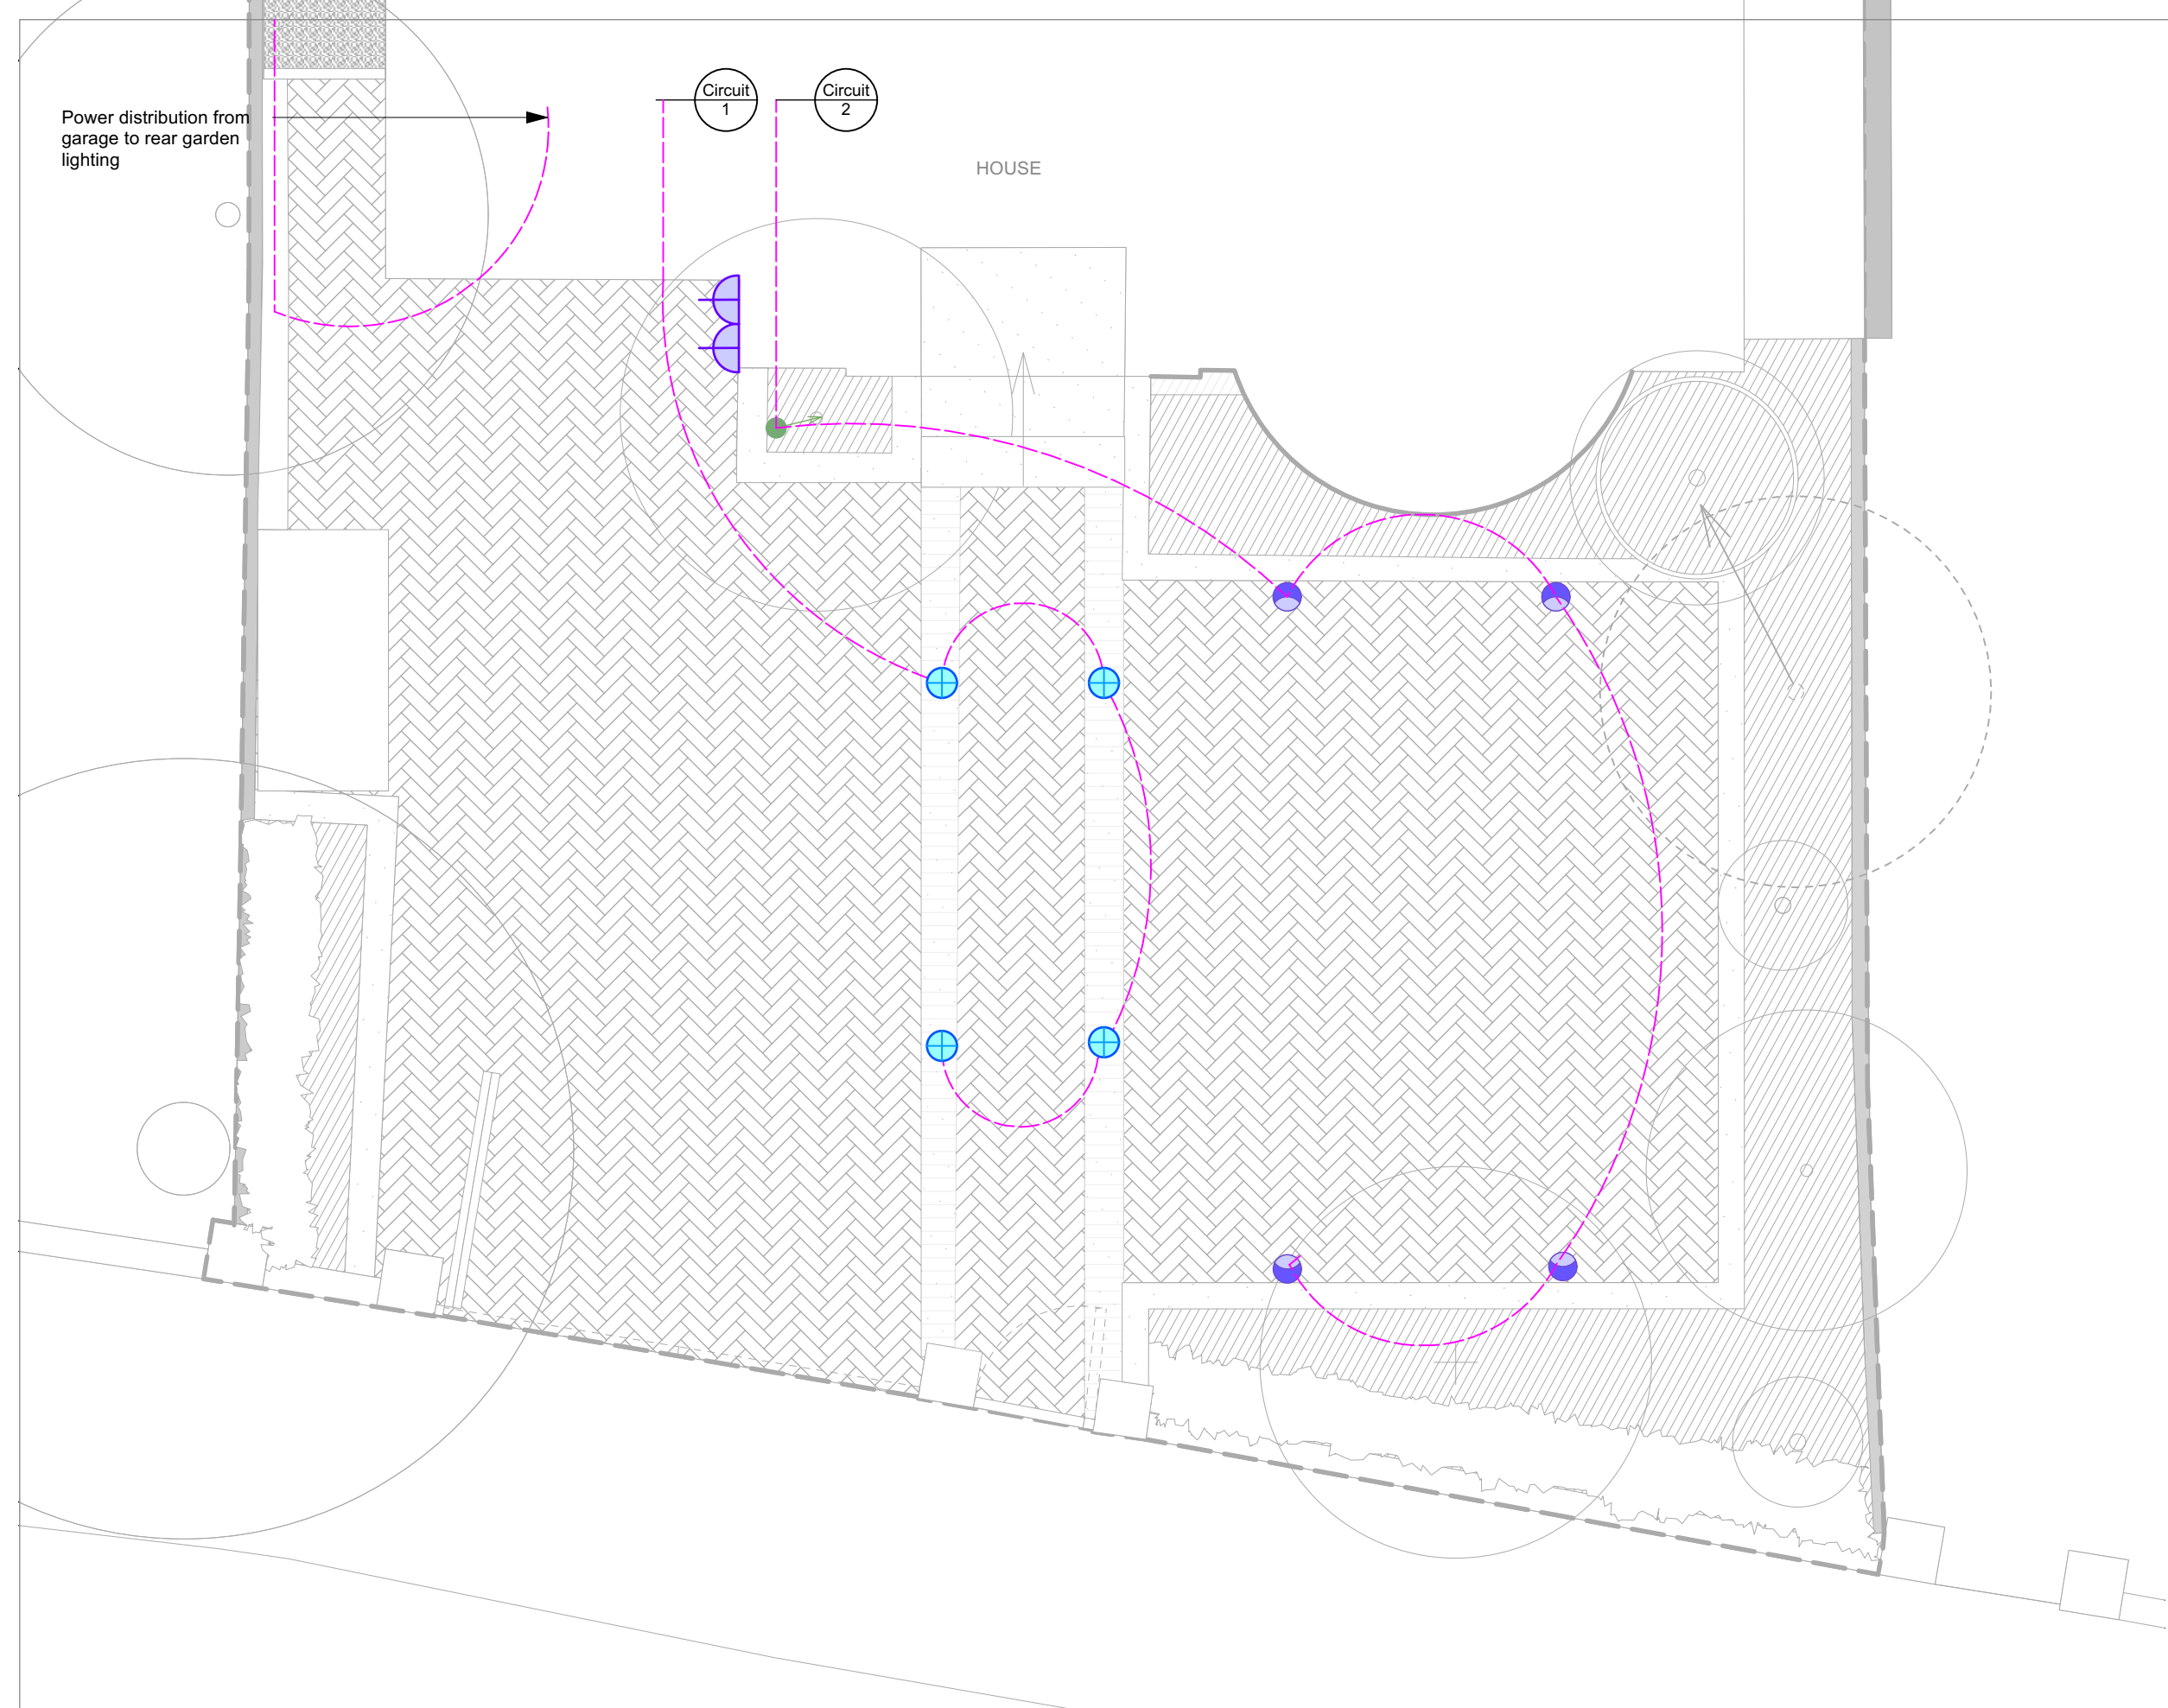 Power distribution from
garage to rear garden
lighting
Circuit
1
Circuit
2
HOUSE